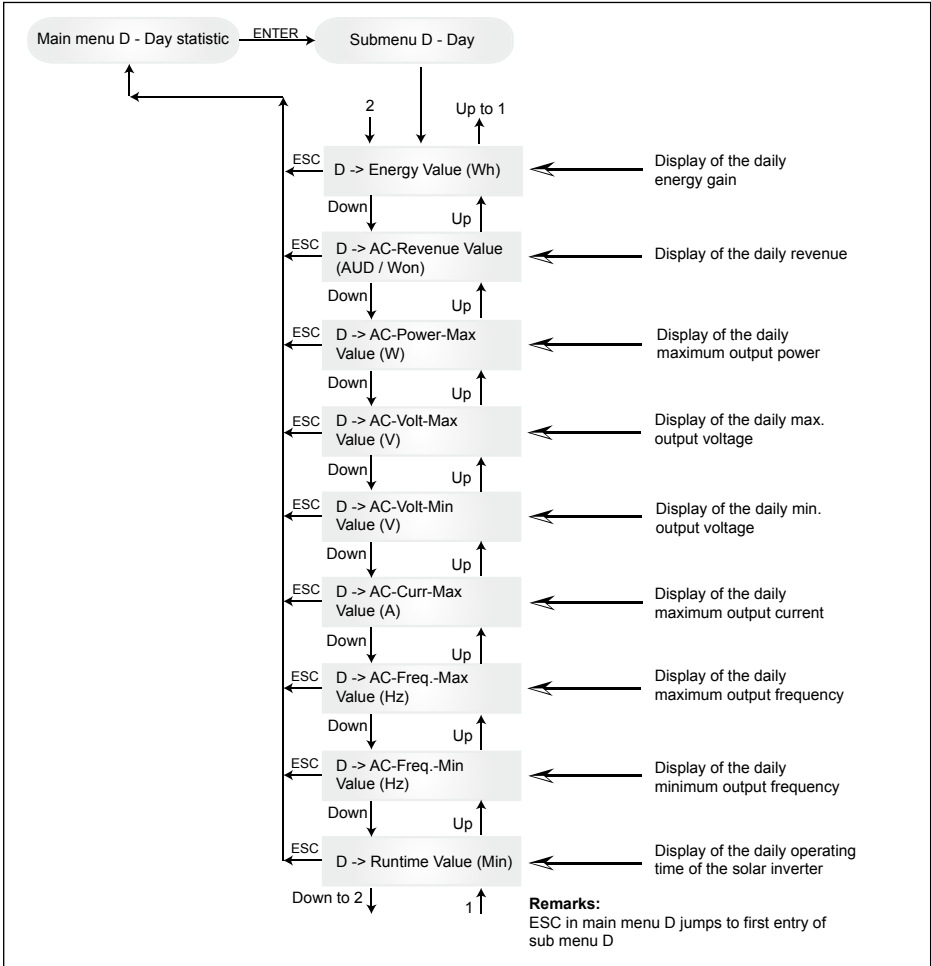 Main menu D - Day statistic
ENTER
Submenu D - Day
2
Up to 1
ESC
D -> Energy Value (Wh)
Display of the daily
energy gain
Down
Up
ESC
D -> AC-Revenue Value
(AUD / Won)
Display of the daily revenue
Down
Up
ESC
D -> AC-Power-Max
Value (W)
Display of the daily
maximum output power
Down
Up
ESC
D -> AC-Volt-Max
Value (V)
Display of the daily max.
output voltage
Down
Up
ESC
D -> AC-Volt-Min
Value (V)
Display of the daily min.
output voltage
Down
Up
ESC
D -> AC-Curr-Max
Value (A)
Display of the daily
maximum output current
Down
Up
ESC
D -> AC-Freq.-Max
Value (Hz)
Display of the daily
maximum output frequency
Down
Up
ESC
D -> AC-Freq.-Min
Value (Hz)
Display of the daily
minimum output frequency
Down
Up
ESC
D -> Runtime Value (Min)
Display of the daily operating
time of the solar inverter
Down to 2
1
Remarks:
ESC in main menu D jumps to first entry of
sub menu D